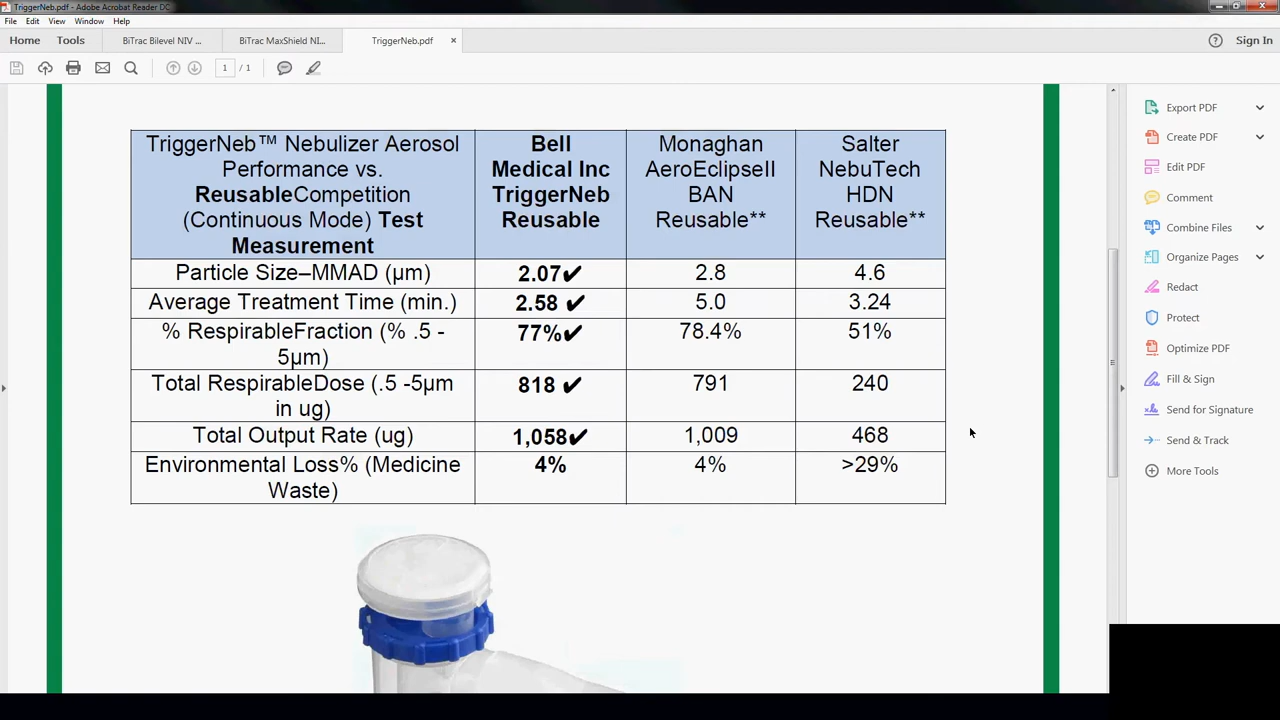 TriggerNeb.pdf - Adobe Acrobat Reader DC
File Edit View Window Help
Home Tools BiTrac Bilevel NIV ... BiTrac MaxShield NI... TriggerNeb.pdf × Sign In
1 / 1
TriggerNeb™ Nebulizer Aerosol
Performance vs.
ReusableCompetition
(Continuous Mode) Test
Measurement
Bell
Medical Inc
TriggerNeb
Reusable
Monaghan
AeroEclipseII
BAN
Reusable**
Salter
NebuTech
HDN
Reusable**
Particle Size–MMAD (µm) 2.07✔ 2.8 4.6
Average Treatment Time (min.) 2.58 ✔ 5.0 3.24
% RespirableFraction (% .5 -
5µm)
77%✔ 78.4% 51%
Total RespirableDose (.5 -5µm
in ug)
818 ✔ 791 240
Total Output Rate (ug) 1,058✔ 1,009 468
Environmental Loss% (Medicine
Waste)
4% 4% >29%
Export PDF
Create PDF
Edit PDF
Comment
Combine Files
Organize Pages
Redact
Protect
Optimize PDF
Fill & Sign
Send for Signature
Send & Track
More Tools